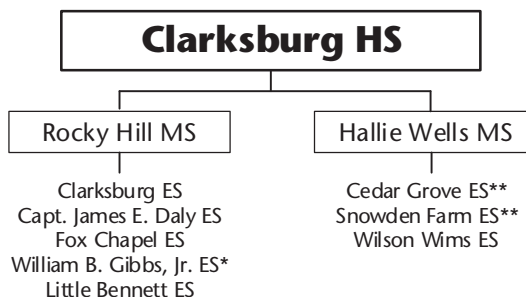 Clarksburg HS
Rocky Hill MS
Clarksburg ES
Capt. James E. Daly ES
Fox Chapel ES
William B. Gibbs, Jr. ES*
Little Bennett ES
Hallie Wells MS
Cedar Grove ES**
Snowden Farm ES**
Wilson Wims ES